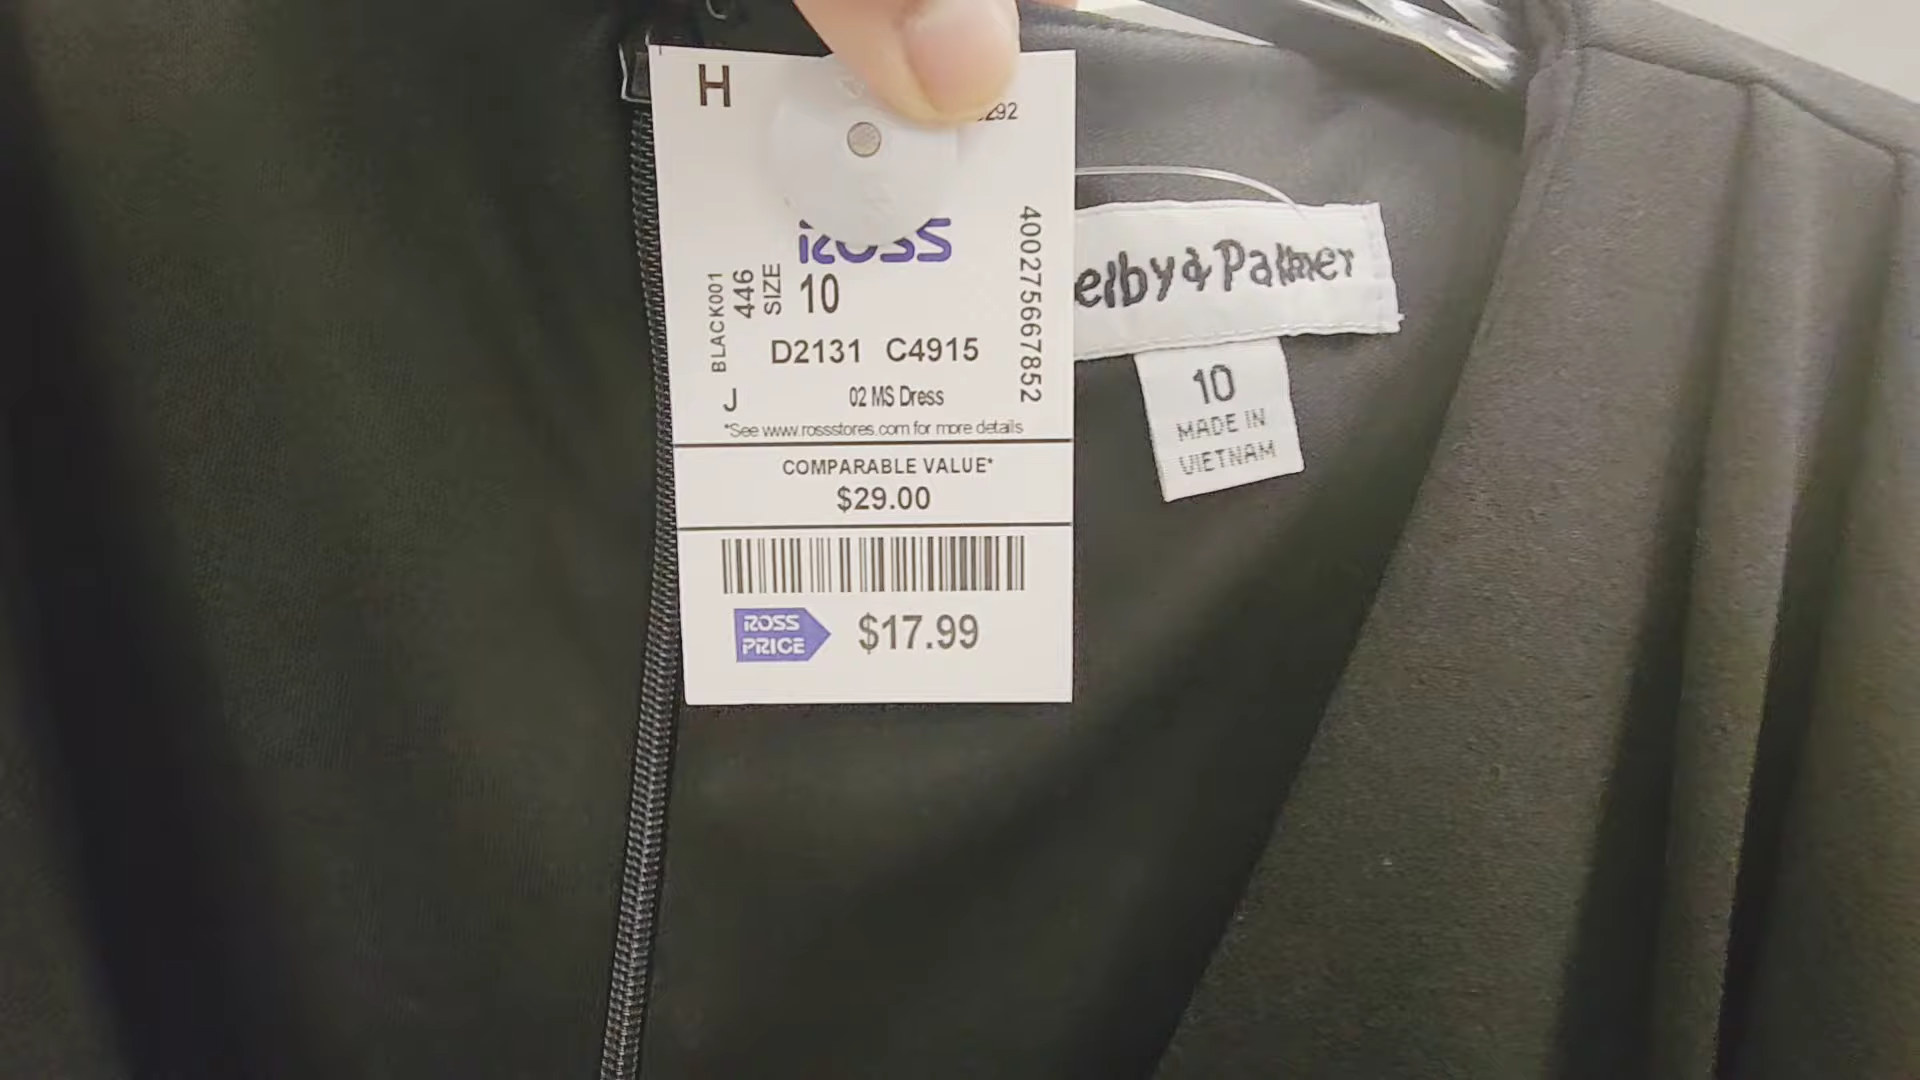 H
ROSS
BLACK001
446
SIZE
10
400275667852
D2131 C4915
J
02 MS Dress
*See www.rossstores.com for more details
COMPARABLE VALUE*
$29.00
ROSS
PRICE
$17.99
elby & Palmer
10
MADE IN
VIETNAM